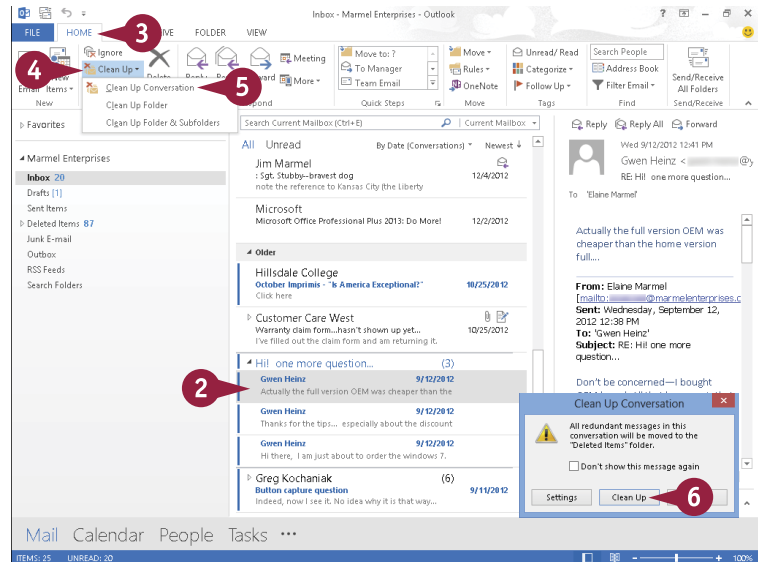 Inbox - Marmel Enterprises - Outlook
FILE HOME FOLDER VIEW
Ignore
Clean Up
Meeting
More
Move to: ?
To Manager
Team Email
Move
Rules
OneNote
Unread/ Read
Categorize
Follow Up
Search People
Address Book
Filter Email
Send/Receive
All Folders
Items
New
Quick Steps
Move
Tags
Find
Send/Receive
Clean Up Conversation
Clean Up Folder
Clean Up Folder & Subfolders
3
4
5
Favorites
Marmel Enterprises
Inbox 20
Drafts [1]
Sent Items
Deleted Items 87
Junk E-mail
Outbox
RSS Feeds
Search Folders
Search Current Mailbox (Ctrl+E) Current Mailbox
All Unread By Date (Conversations) Newest ↓
Jim Marmel
: Sgt. Stubby--bravest dog 12/4/2012
note the reference to Kansas City (the Liberty
Microsoft
Microsoft Office Professional Plus 2013: Do More! 12/2/2012
Older
Hillsdale College
October Imprimis - "Is America Exceptional?" 10/25/2012
Click here
Customer Care West
Warranty claim form...hasn't shown up yet... 10/25/2012
I've filled out the claim form and am returning it.
Hi! one more question... (3)
2
Gwen Heinz 9/12/2012
Actually the full version OEM was cheaper than the
Gwen Heinz 9/12/2012
Thanks for the tips... especially about the discount
Gwen Heinz 9/12/2012
Hi there, I am just about to order the windows 7.
Greg Kochaniak (6)
Button capture question 9/11/2012
Indeed, now I see it. No idea why it is that way...
Reply Reply All Forward
Wed 9/12/2012 12:41 PM
Gwen Heinz < @
RE: Hi! one more question...
To 'Elaine Marmel'
Actually the full version OEM was
cheaper than the home version
full....
From: Elaine Marmel
[mailto: @marmelenterprises.c
Sent: Wednesday, September 12,
2012 12:38 PM
To: 'Gwen Heinz'
Subject: RE: Hi! one more
question...
Don't be concerned—I bought
Clean Up Conversation
All redundant messages in this
conversation will be moved to the
"Deleted Items" folder.
Don't show this message again
Settings Clean Up
6
Mail Calendar People Tasks •••
ITEMS: 25 UNREAD: 20 100%